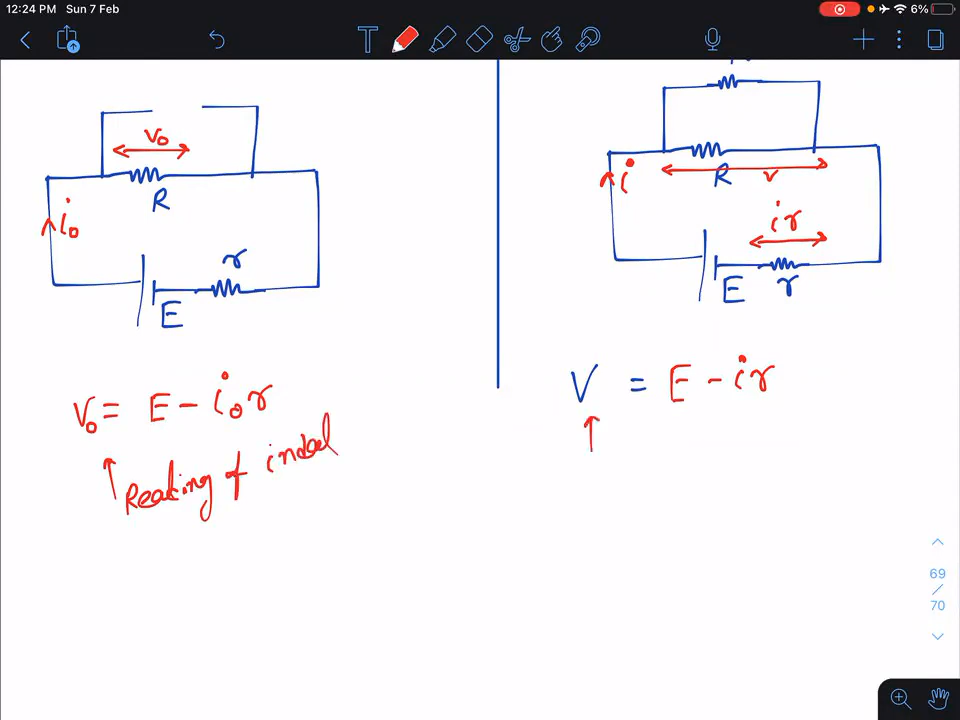 12:24 PM Sun 7 Feb
6%
T
V₀
R
i₀
r
E
R
V
i
ir
E
r
V₀ = E - i₀r
Reading of ideal
V = E - ir
69
/
70